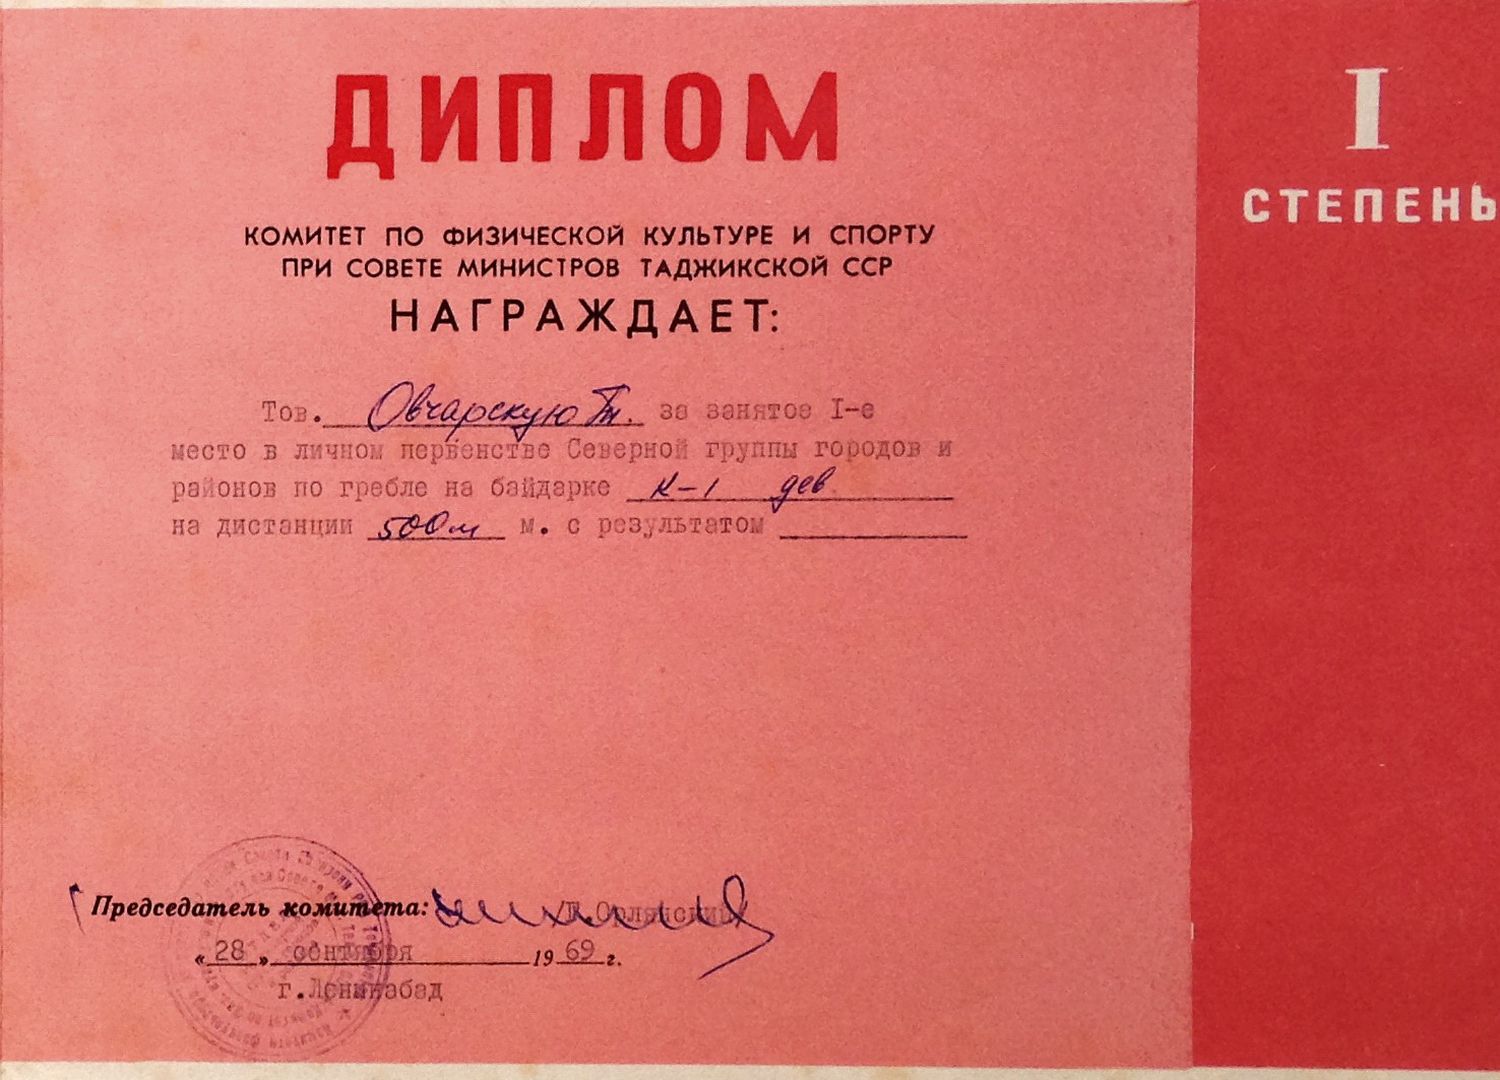 ДИПЛОМ
I
СТЕПЕНЬ
КОМИТЕТ ПО ФИЗИЧЕСКОЙ КУЛЬТУРЕ И СПОРТУ
ПРИ СОВЕТЕ МИНИСТРОВ ТАДЖИКСКОЙ ССР
НАГРАЖДАЕТ:
Тов. Овчарскую Т. за занятое I-е
место в личном первенстве Северной группы городов и
районов по гребле на байдарке К-1 дев
на дистанции 500м м. с результатом
Председатель комитета: /П.Орлянский/
«28» сентября 1969 г.
г.Ленинабад